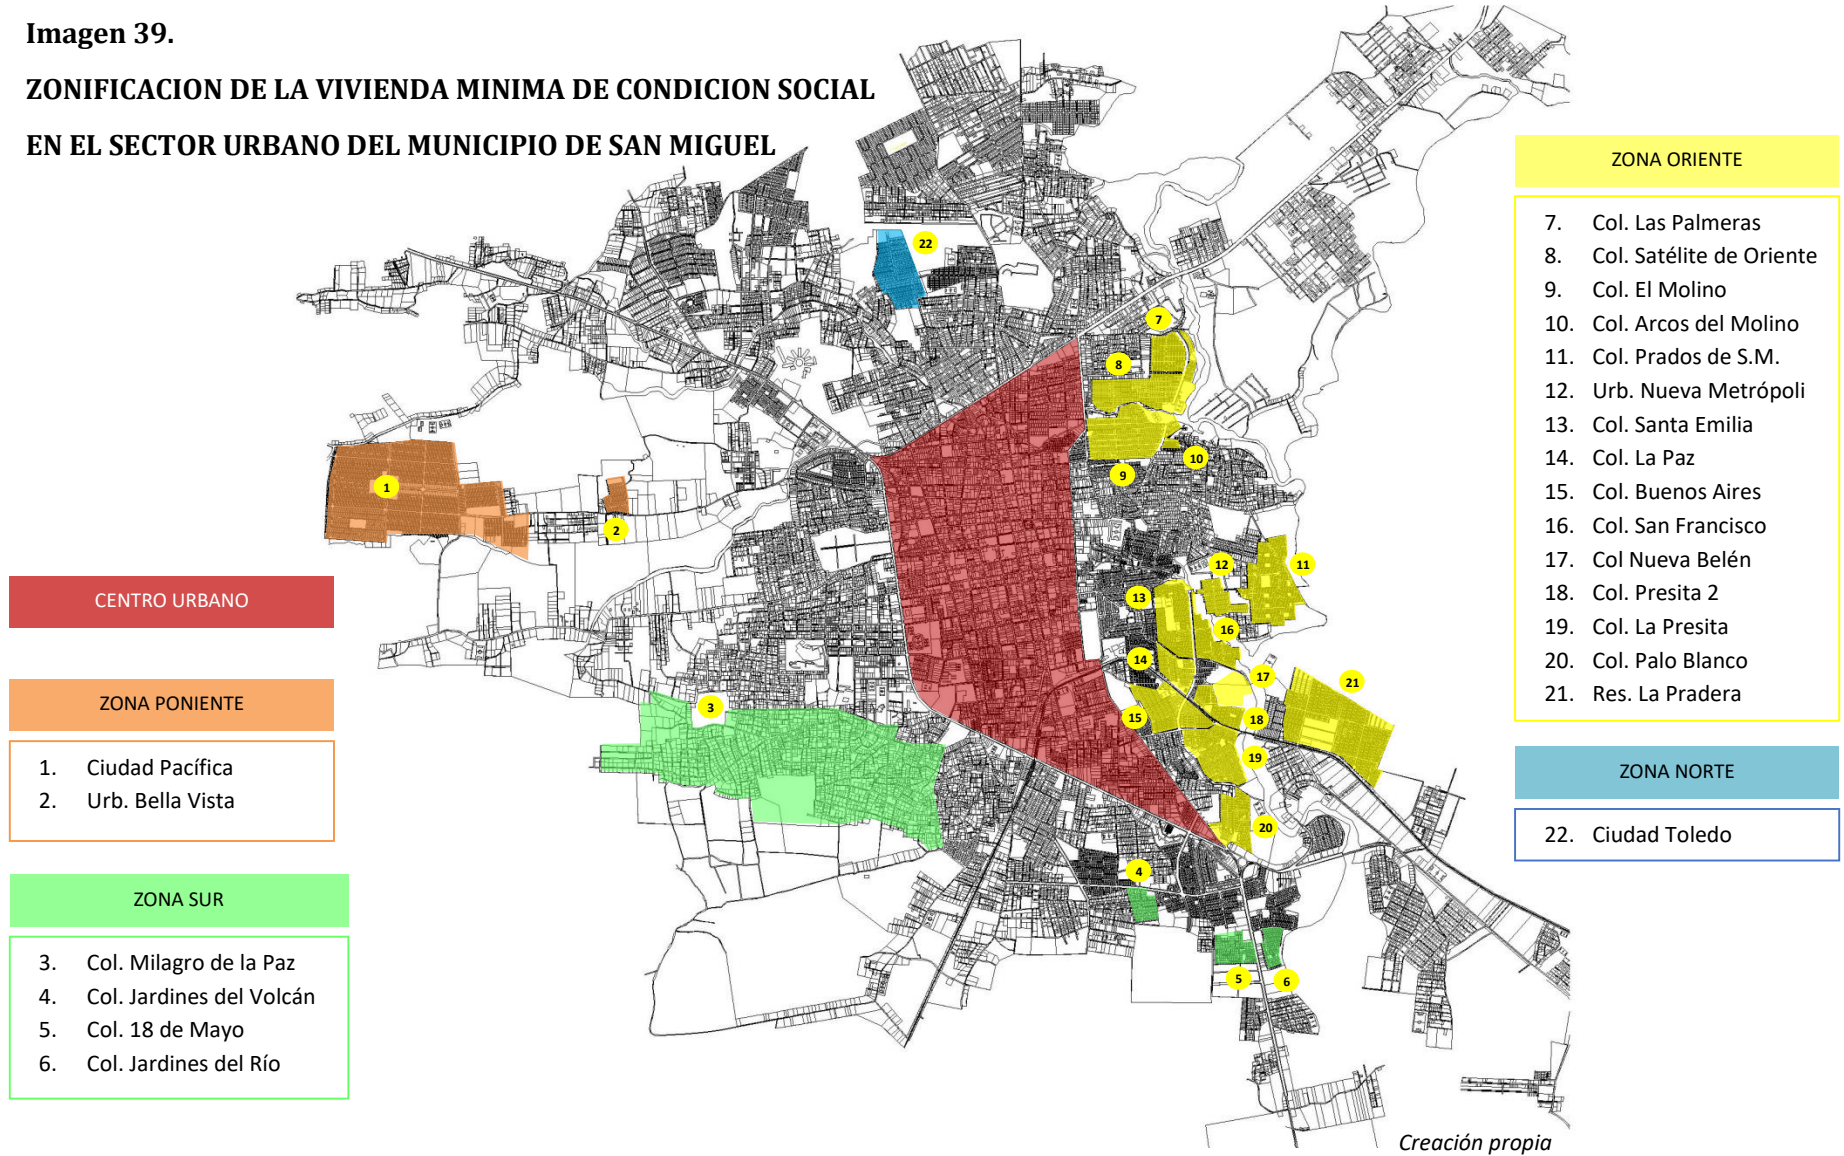 Imagen 39.
ZONIFICACION DE LA VIVIENDA MINIMA DE CONDICION SOCIAL
EN EL SECTOR URBANO DEL MUNICIPIO DE SAN MIGUEL
CENTRO URBANO
ZONA PONIENTE
1. Ciudad Pacífica
2. Urb. Bella Vista
ZONA SUR
3. Col. Milagro de la Paz
4. Col. Jardines del Volcán
5. Col. 18 de Mayo
6. Col. Jardines del Río
22
7
8
9
10
1
2
12
11
13
16
14
17
21
3
15
18
19
20
4
5
6
ZONA ORIENTE
7. Col. Las Palmeras
8. Col. Satélite de Oriente
9. Col. El Molino
10. Col. Arcos del Molino
11. Col. Prados de S.M.
12. Urb. Nueva Metrópoli
13. Col. Santa Emilia
14. Col. La Paz
15. Col. Buenos Aires
16. Col. San Francisco
17. Col Nueva Belén
18. Col. Presita 2
19. Col. La Presita
20. Col. Palo Blanco
21. Res. La Pradera
ZONA NORTE
22. Ciudad Toledo
Creación propia